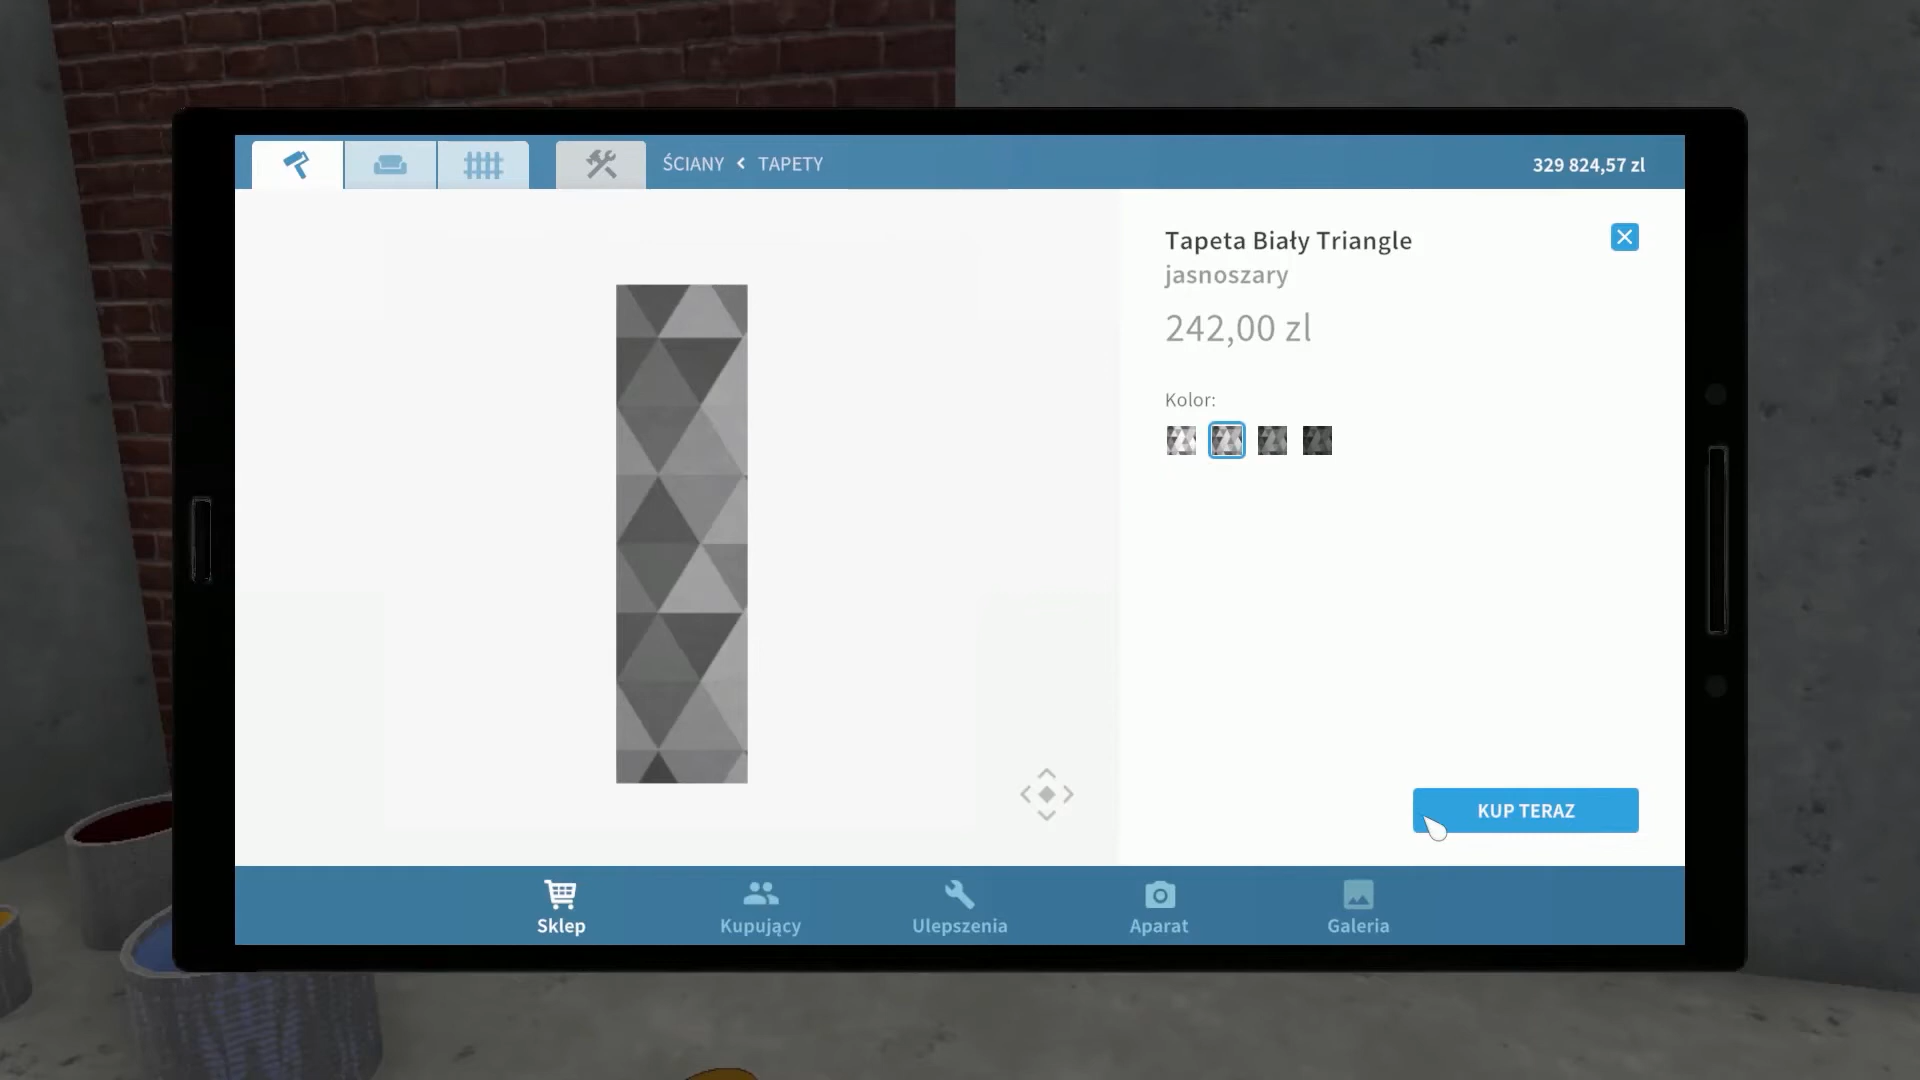 ŚCIANY < TAPETY
329 824,57 zl
Tapeta Biały Triangle
jasnoszary
242,00 zl
Kolor:
KUP TERAZ
Sklep
Kupujący
Ulepszenia
Aparat
Galeria